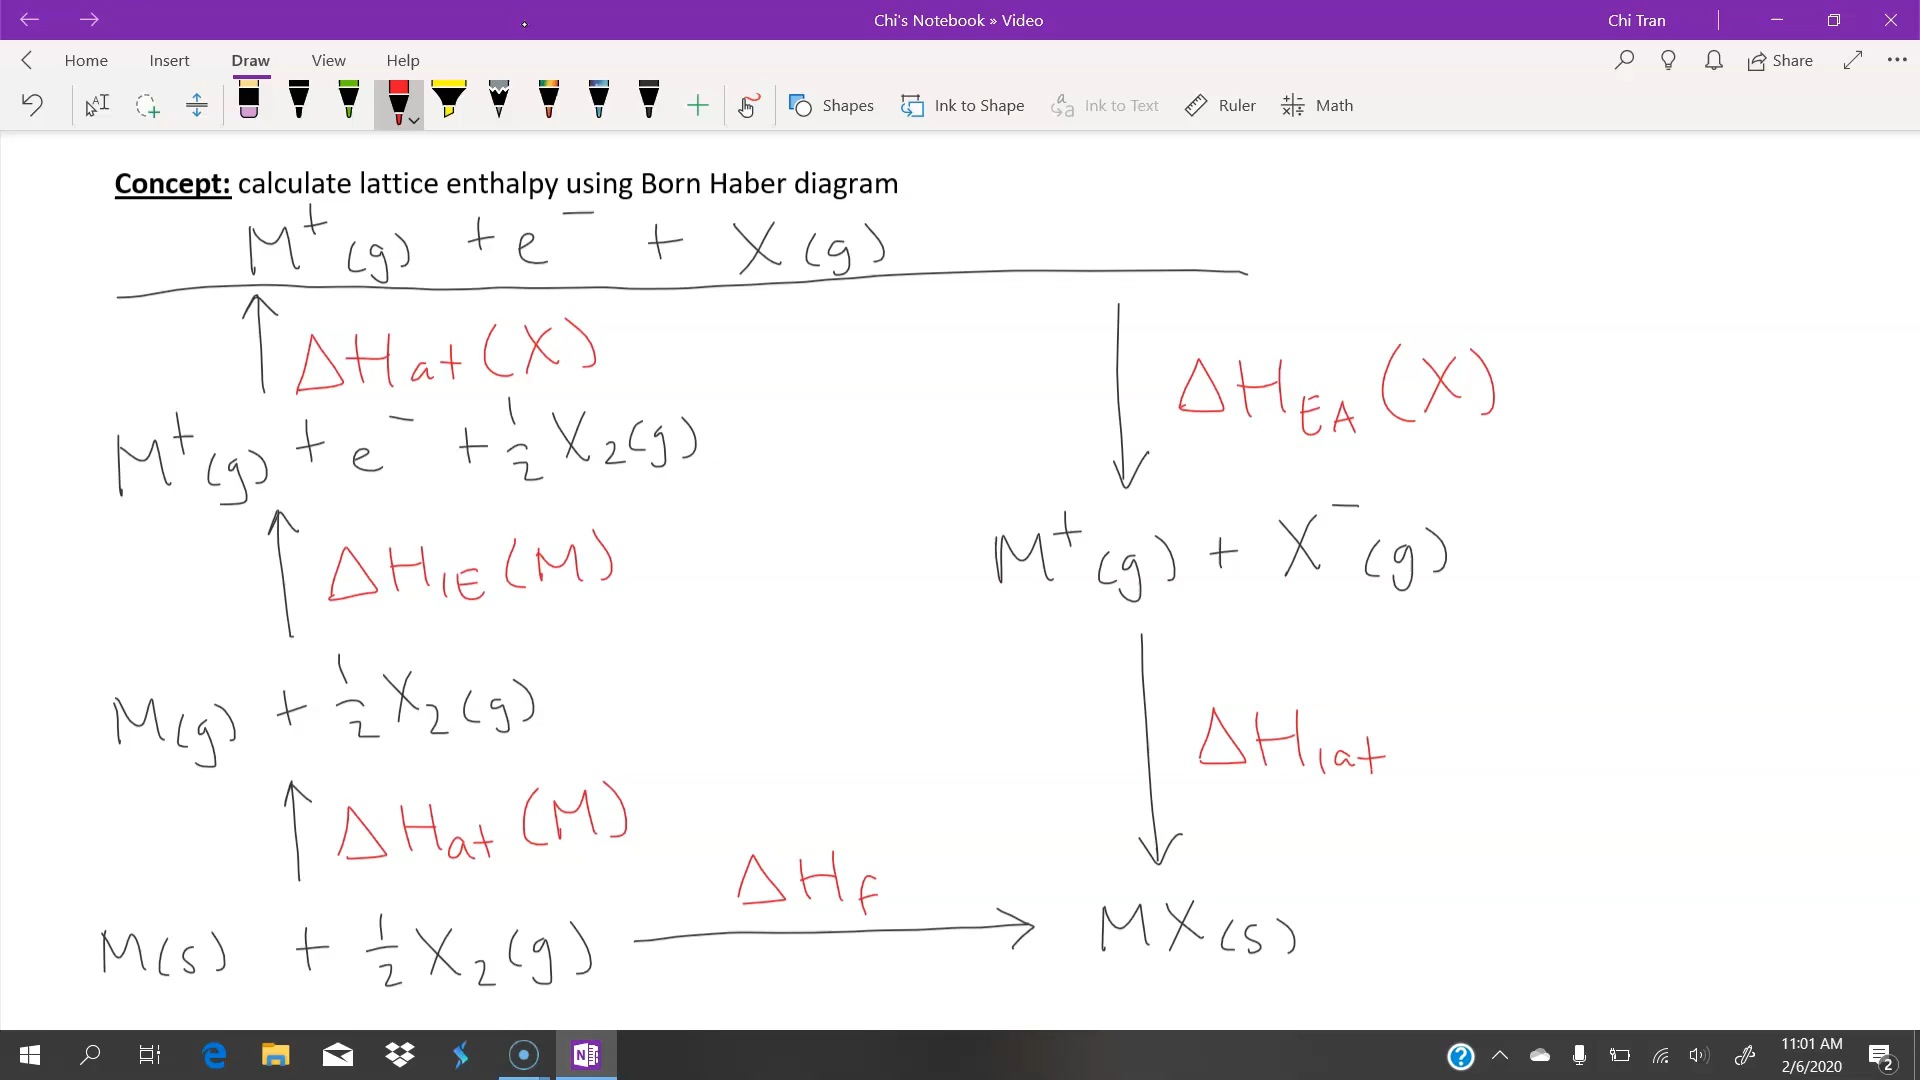 Chi's Notebook » Video
Chi Tran
Home Insert Draw View Help
Share
Shapes Ink to Shape Ink to Text Ruler Math
Concept: calculate lattice enthalpy using Born Haber diagram
M⁺(g) + e⁻ + X(g)
ΔHat(X)
ΔHEA(X)
M⁺(g) + e⁻ + ½X₂(g)
M⁺(g) + X⁻(g)
ΔHIE(M)
M(g) + ½X₂(g)
ΔHlat
ΔHat(M)
ΔHf
M(s) + ½X₂(g)
MX(s)
11:01 AM
2/6/2020
2